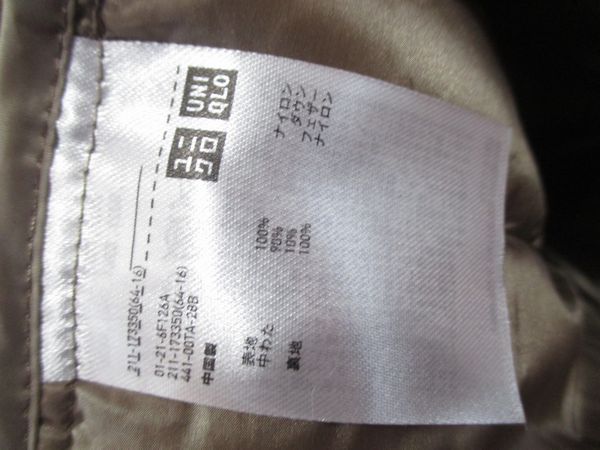 ユニ
クロ
UNI
QLO
211-173350(64-16)
01-21-6F126A
211-173350(64-16)
441-00TA-28B
中国製
表地 100% ナイロン
中わた 90% ダウン
10% フェザー
裏地 100% ナイロン